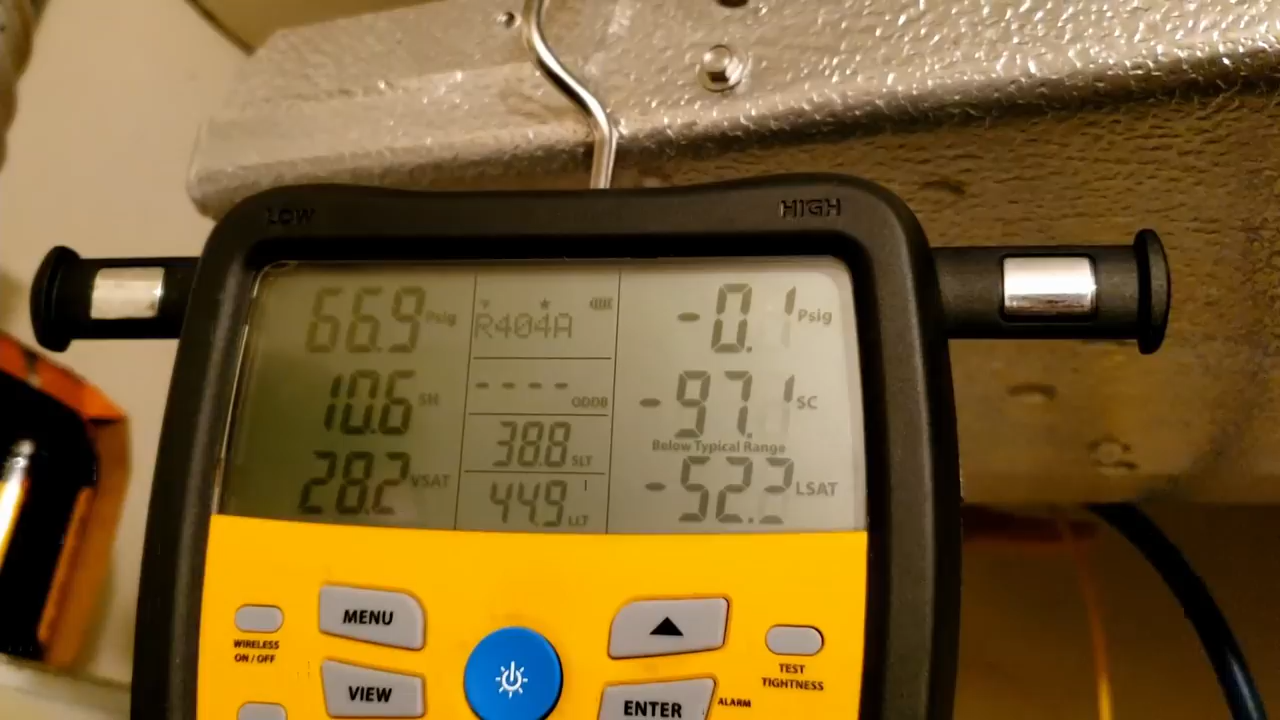 LOW
HIGH
66.9 Psig
R404A
-0.1 Psig
10.6 SH
---- ODDB
-97.1 SC
Below Typical Range
38.8 SLT
28.2 VSAT
-52.2 LSAT
44.9 LLT
WIRELESS
ON / OFF
MENU
VIEW
TEST
TIGHTNESS
ENTER
ALARM